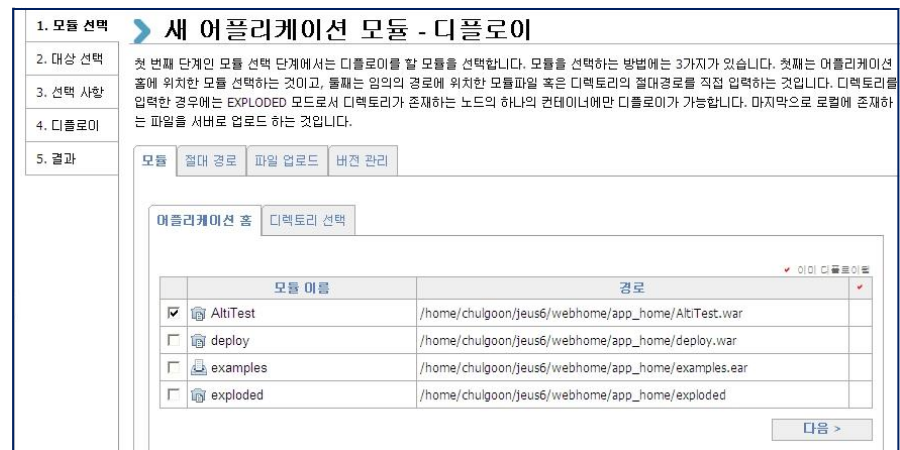 1. 모듈 선택
2. 대상 선택
3. 선택 사항
4. 디플로이
5. 결과
새 어플리케이션 모듈 - 디플로이
첫 번째 단계인 모듈 선택 단계에서는 디플로이를 할 모듈을 선택합니다. 모듈을 선택하는 방법에는 3가지가 있습니다. 첫째는 어플리케이션
홈에 위치한 모듈 선택하는 것이고, 둘째는 임의의 경로에 위치한 모듈파일 혹은 디렉토리의 절대경로를 직접 입력하는 것입니다. 디렉토리를
입력한 경우에는 EXPLODED 모드로서 디렉토리가 존재하는 노드의 하나의 컨테이너에만 디플로이가 가능합니다. 마지막으로 로컬에 존재하
는 파일을 서버로 업로드 하는 것입니다.
모듈 절대 경로 파일 업로드 버전 관리
어플리케이션 홈 디렉토리 선택
이미 디플로이됨
모듈 이름 경로
AltiTest /home/chulgoon/jeus6/webhome/app_home/AltiTest.war
deploy /home/chulgoon/jeus6/webhome/app_home/deploy.war
examples /home/chulgoon/jeus6/webhome/app_home/examples.ear
exploded /home/chulgoon/jeus6/webhome/app_home/exploded
다음 >